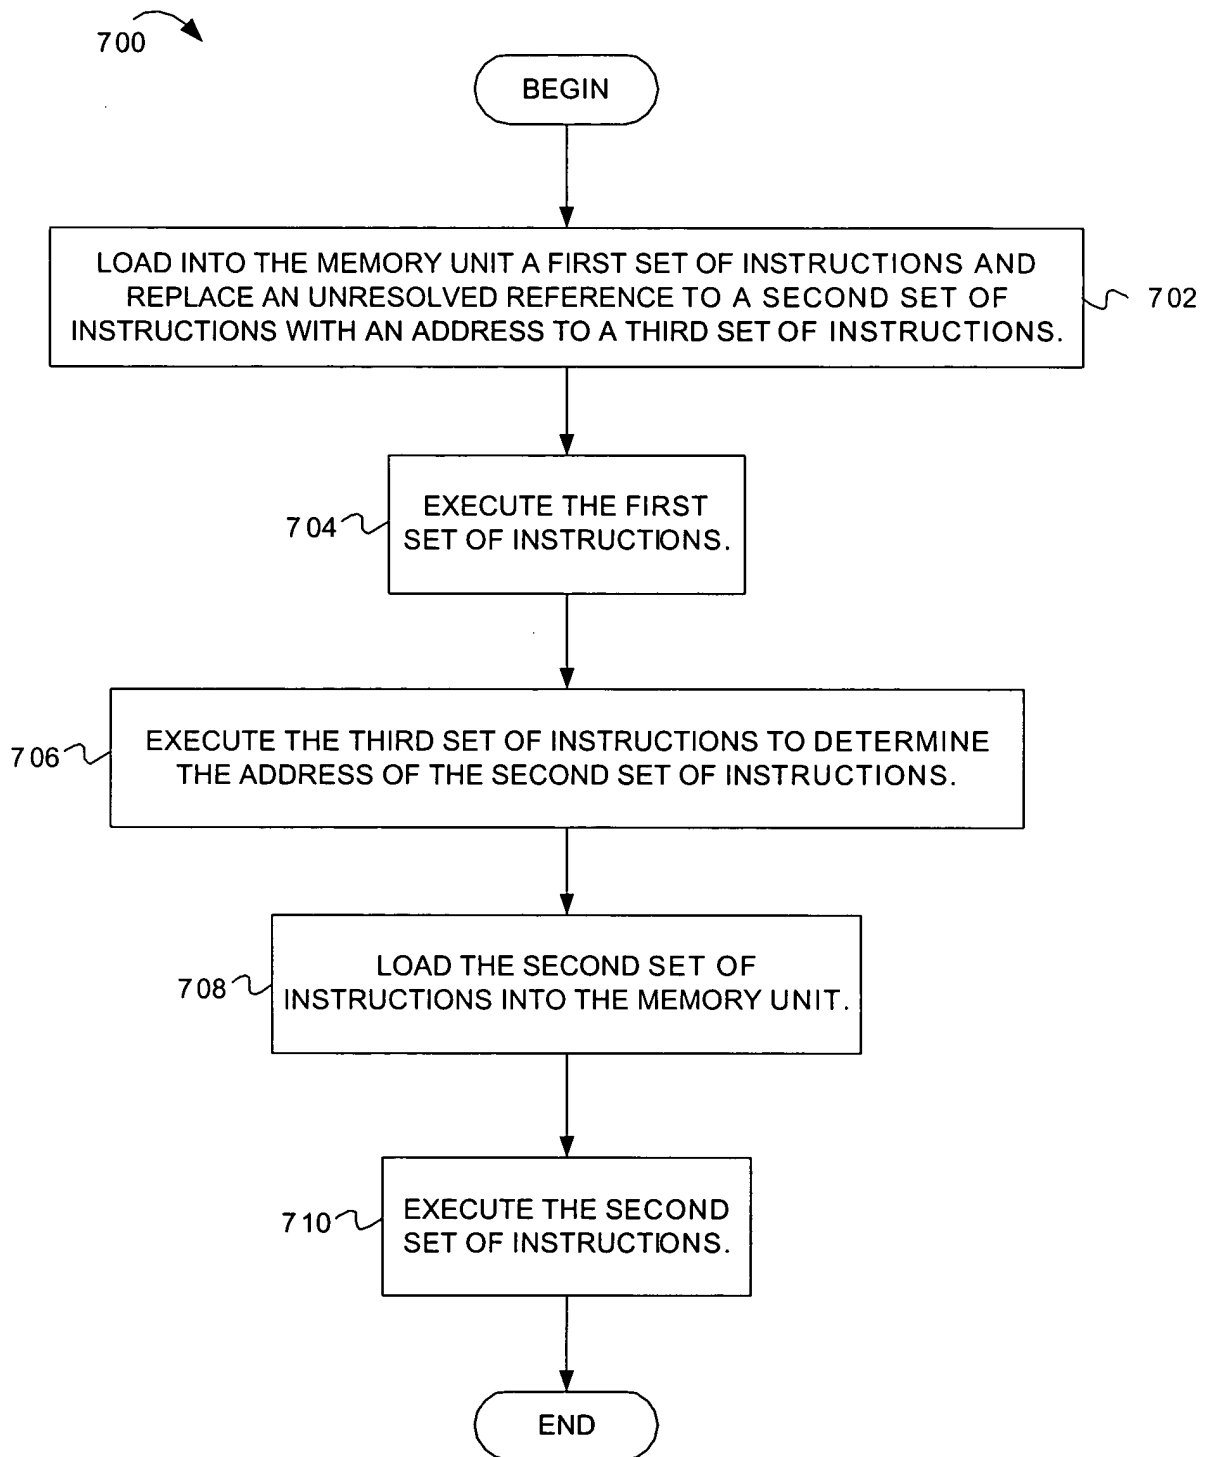 700
BEGIN
LOAD INTO THE MEMORY UNIT A FIRST SET OF INSTRUCTIONS AND
REPLACE AN UNRESOLVED REFERENCE TO A SECOND SET OF
INSTRUCTIONS WITH AN ADDRESS TO A THIRD SET OF INSTRUCTIONS.
702
EXECUTE THE FIRST
SET OF INSTRUCTIONS.
704
EXECUTE THE THIRD SET OF INSTRUCTIONS TO DETERMINE
THE ADDRESS OF THE SECOND SET OF INSTRUCTIONS.
706
LOAD THE SECOND SET OF
INSTRUCTIONS INTO THE MEMORY UNIT.
708
EXECUTE THE SECOND
SET OF INSTRUCTIONS.
710
END